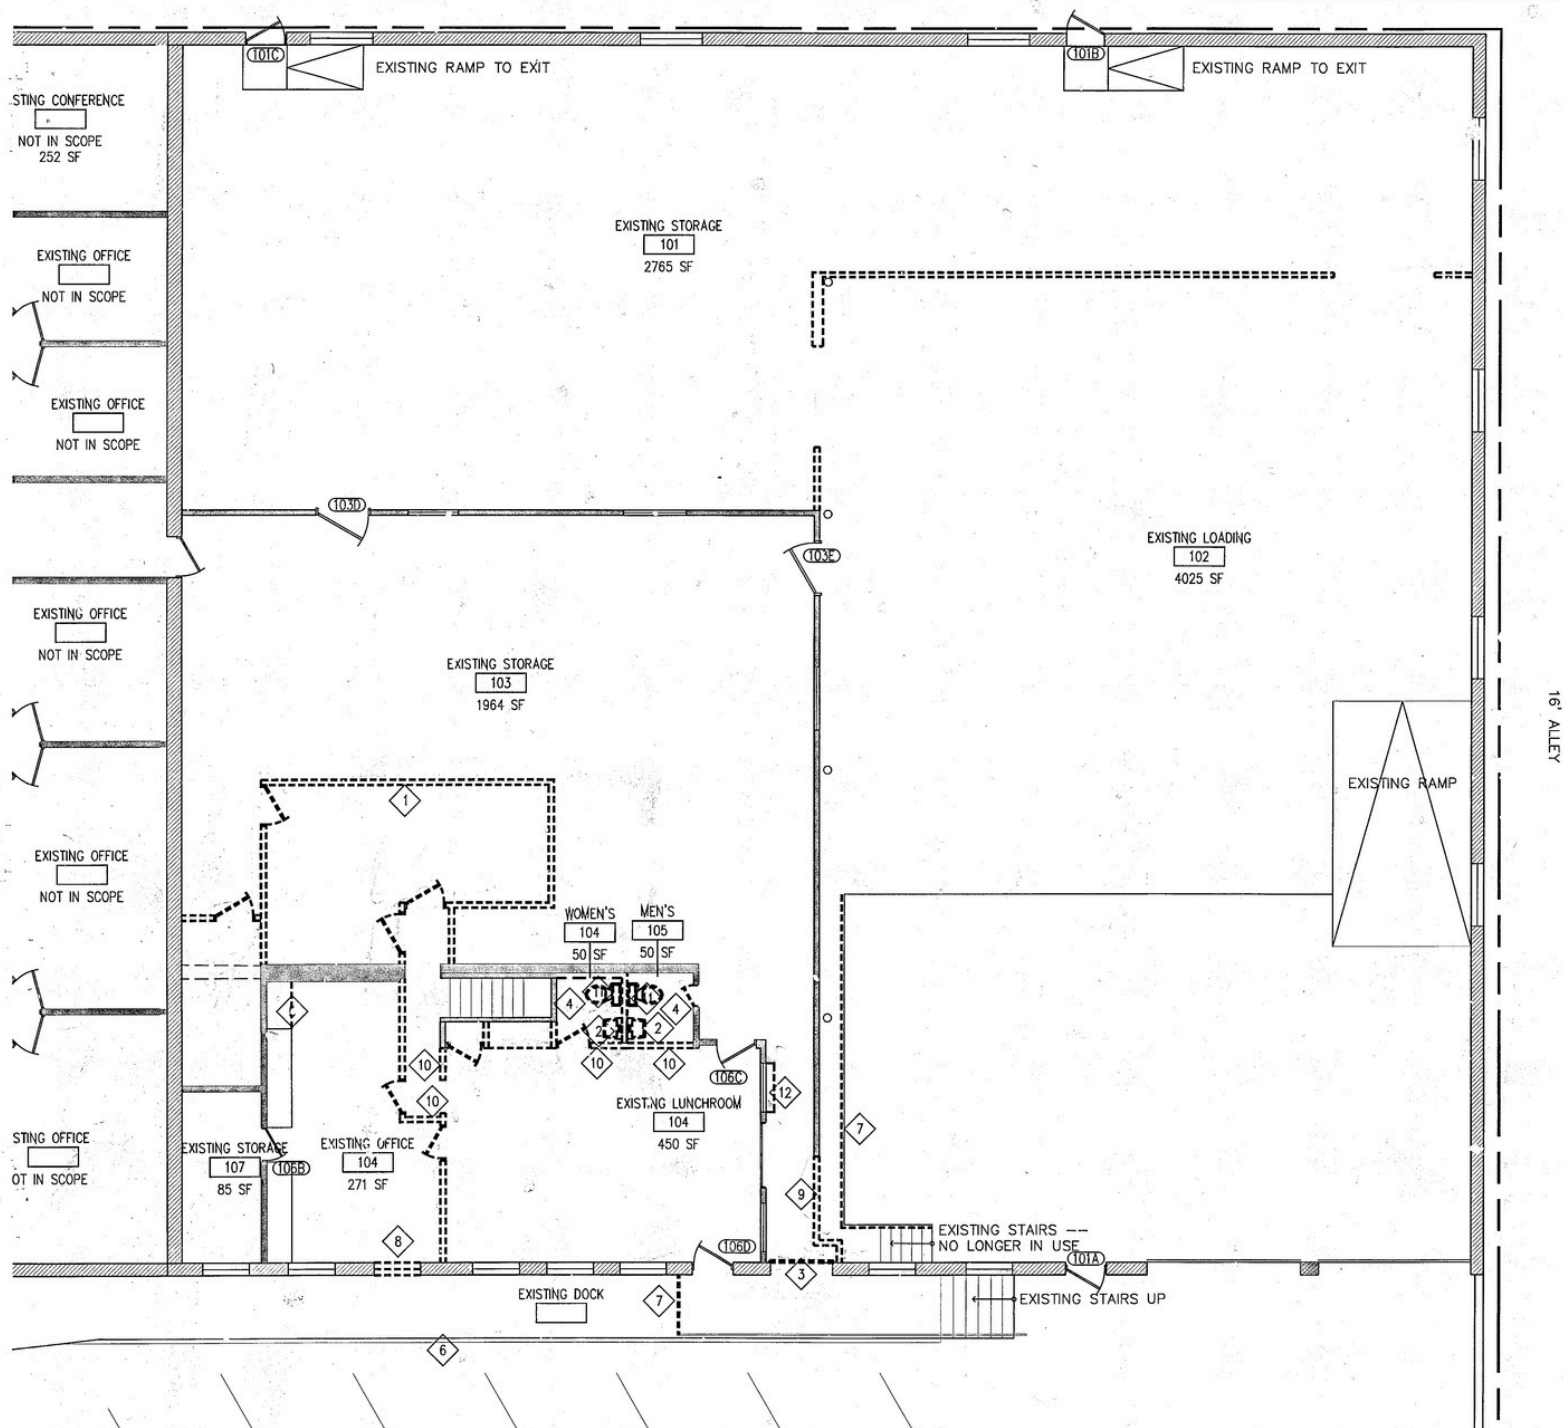 101C
EXISTING RAMP TO EXIT
101B
EXISTING RAMP TO EXIT
STING CONFERENCE
NOT IN SCOPE
252 SF
EXISTING STORAGE
101
2765 SF
EXISTING OFFICE
NOT IN SCOPE
EXISTING OFFICE
NOT IN SCOPE
103D
103E
EXISTING LOADING
102
4025 SF
EXISTING OFFICE
NOT IN SCOPE
EXISTING STORAGE
103
1964 SF
16' ALLEY
EXISTING RAMP
1
EXISTING OFFICE
NOT IN SCOPE
WOMEN'S
104
50 SF
MEN'S
105
50 SF
4
4
2
2
10
10
10
10
106C
12
EXISTING LUNCHROOM
104
450 SF
7
STING OFFICE
OT IN SCOPE
EXISTING STORAGE
107
85 SF
106B
EXISTING OFFICE
104
271 SF
9
8
106D
EXISTING STAIRS --
NO LONGER IN USE
101A
3
EXISTING DOCK
7
EXISTING STAIRS UP
6